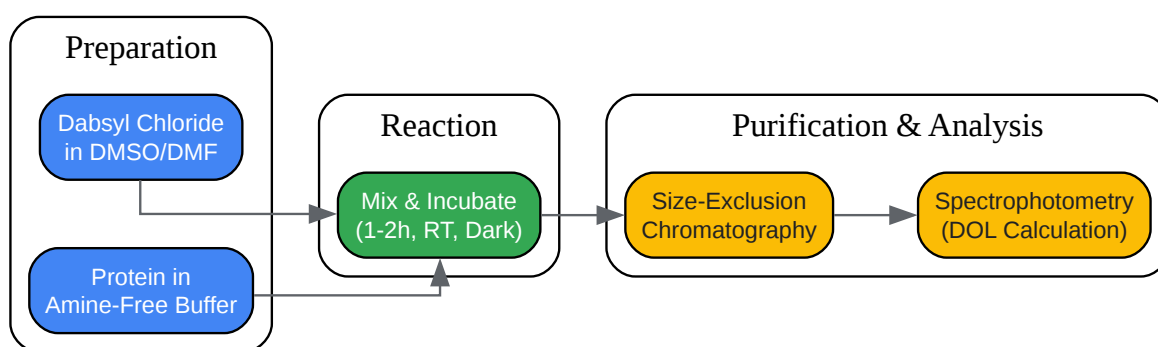 Preparation
Dabsyl Chloride
in DMSO/DMF
Protein in
Amine-Free Buffer
Reaction
Mix & Incubate
(1-2h, RT, Dark)
Purification & Analysis
Size-Exclusion
Chromatography
Spectrophotometry
(DOL Calculation)